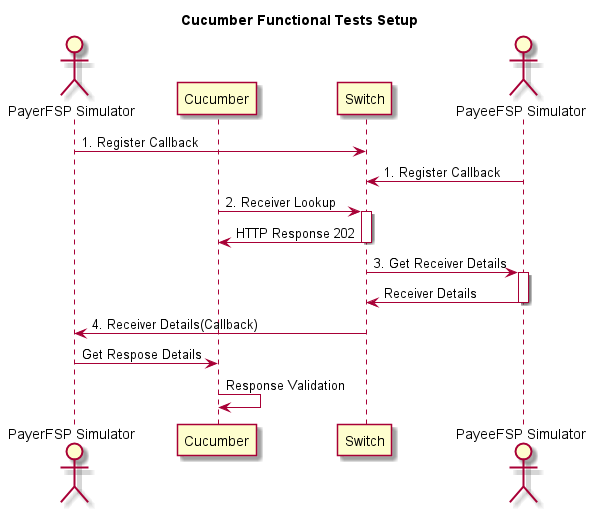 Cucumber Functional Tests Setup
PayerFSP Simulator
Cucumber
Switch
PayeeFSP Simulator
1. Register Callback
1. Register Callback
2. Receiver Lookup
HTTP Response 202
3. Get Receiver Details
Receiver Details
4. Receiver Details(Callback)
Get Respose Details
Response Validation
PayerFSP Simulator
Cucumber
Switch
PayeeFSP Simulator